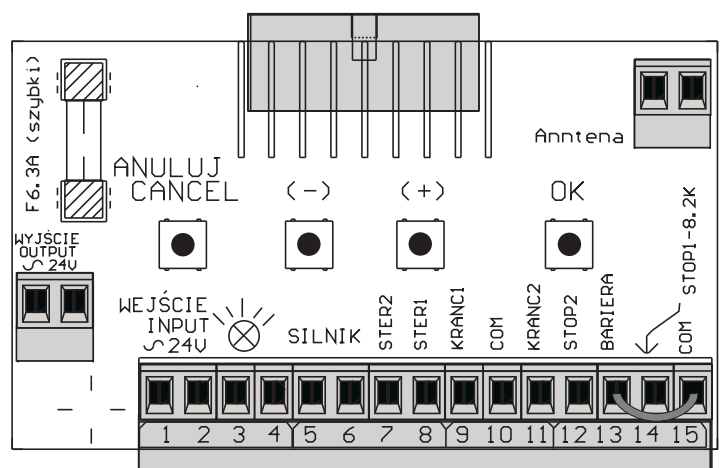 F6.3A (szybki)
Anntena
ANULUJ
CANCEL
(-)
(+)
OK
STOP1-8.2K
WYJŚCIE
OUTPUT
24V
WEJŚCIE
INPUT
24V
SILNIK
STER2
STER1
KRANC1
COM
KRANC2
STOP2
BARIERA
COM
1 2 3 4 5 6 7 8 9 10 11 12 13 14 15